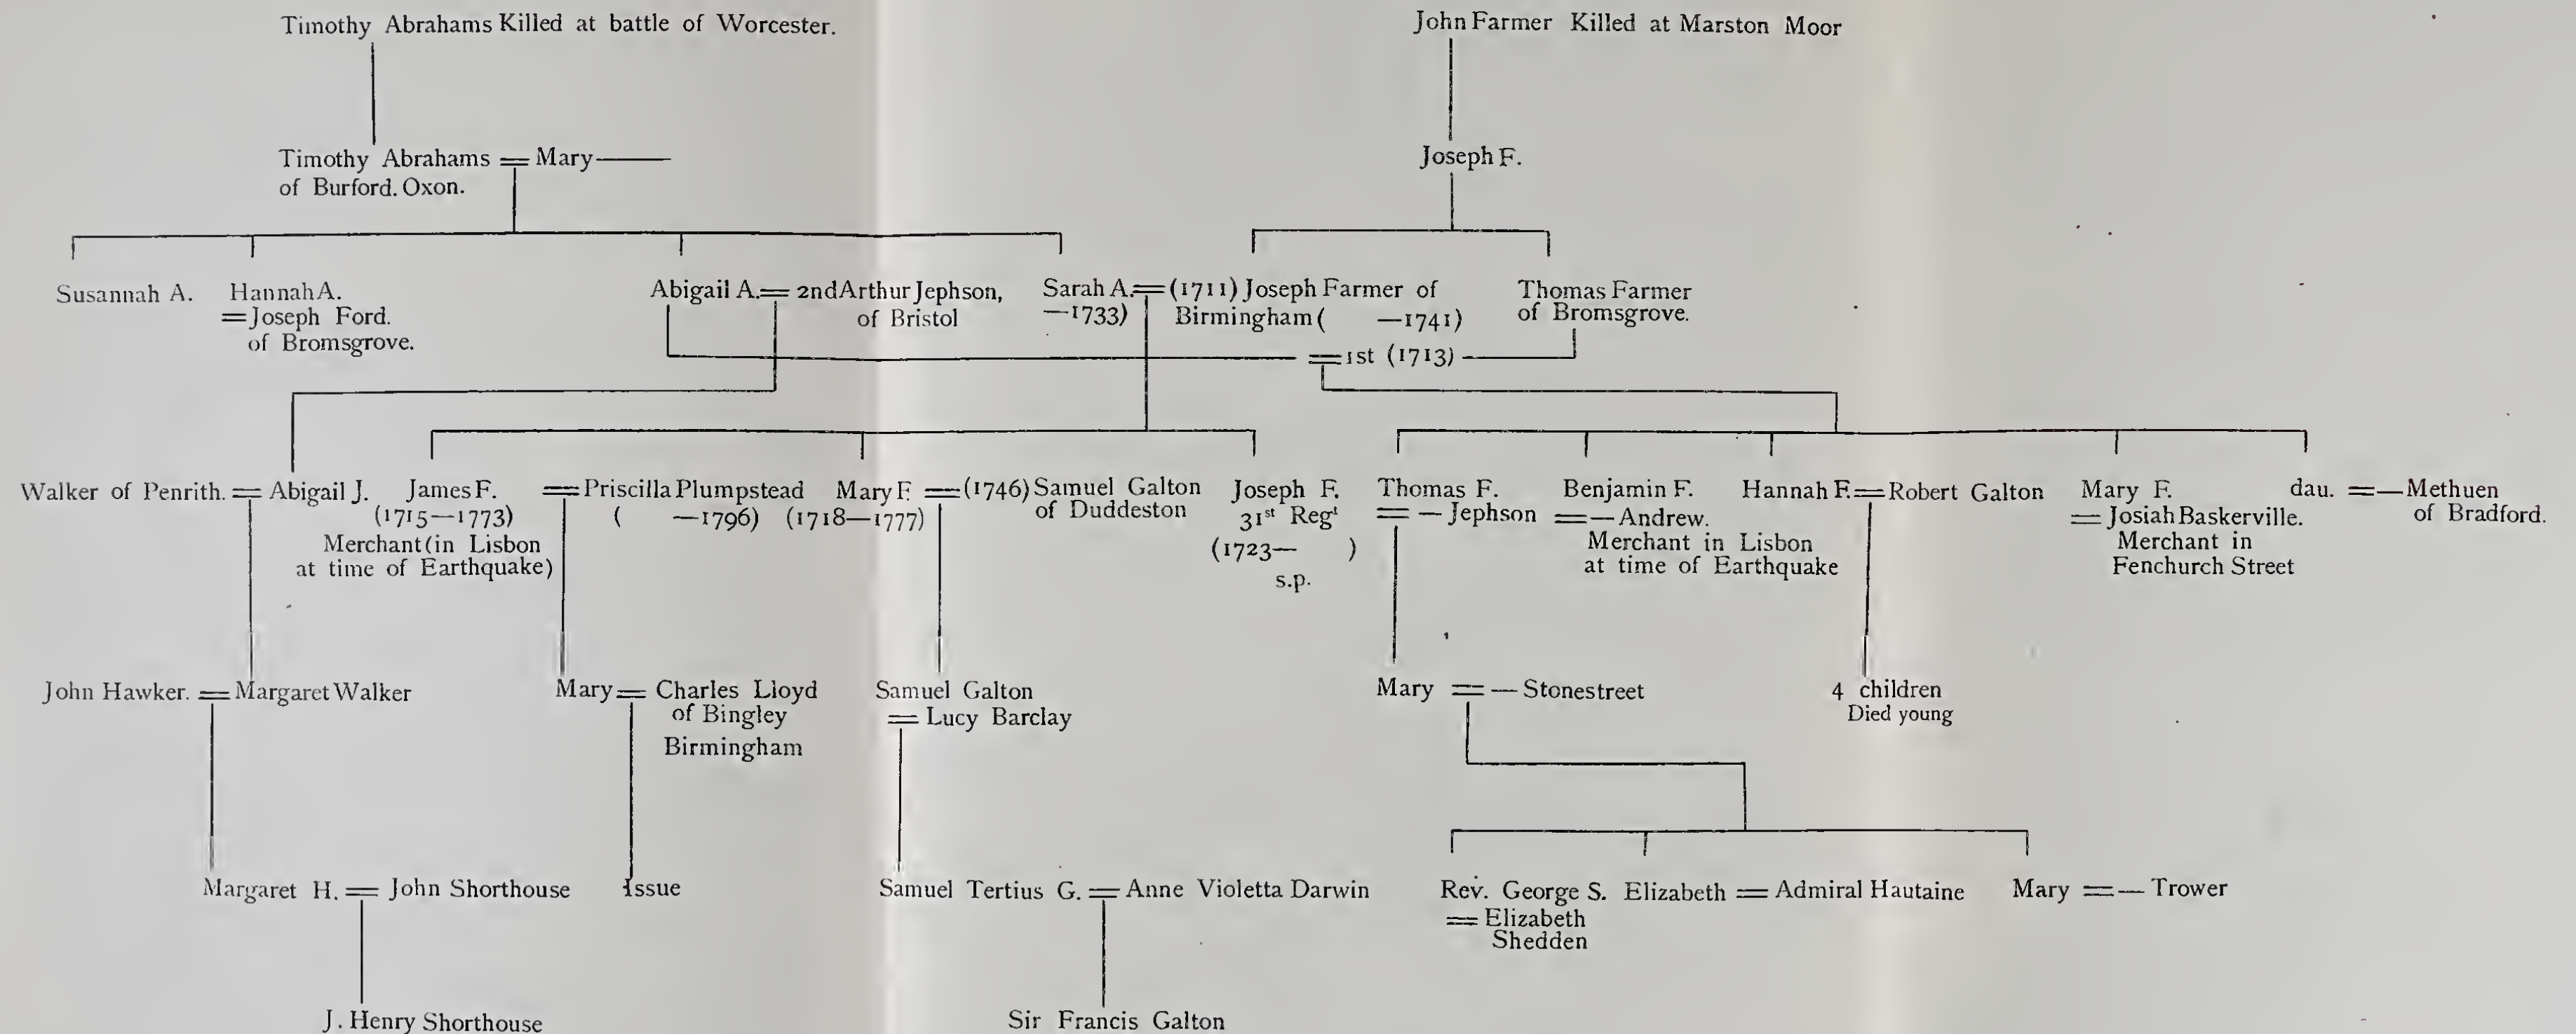 Timothy Abrahams Killed at battle of Worcester.
John Farmer Killed at Marston Moor
Timothy Abrahams = Mary —
of Burford. Oxon.
Joseph F.
Susannah A.
Hannah A.
= Joseph Ford.
of Bromsgrove.
Abigail A. = 2nd Arthur Jephson,
of Bristol
Sarah A. = (1711) Joseph Farmer of
—1733) Birmingham ( —1741)
Thomas Farmer
of Bromsgrove.
= 1st (1713)
Walker of Penrith. = Abigail J.
James F. = Priscilla Plumpstead
(1715—1773) ( —1796)
Merchant (in Lisbon
at time of Earthquake)
Mary F. = (1746) Samuel Galton
(1718—1777) of Duddeston
Joseph F.
31st Regt
(1723— )
s.p.
Thomas F.
= — Jephson
Benjamin F.
= — Andrew.
Merchant in Lisbon
at time of Earthquake
Hannah F. = Robert Galton
Mary F.
= Josiah Baskerville.
Merchant in
Fenchurch Street
dau. = — Methuen
of Bradford.
John Hawker. = Margaret Walker
Mary = Charles Lloyd
of Bingley
Birmingham
Samuel Galton
= Lucy Barclay
Mary = — Stonestreet
4 children
Died young
Margaret H. = John Shorthouse
Issue
Samuel Tertius G. = Anne Violetta Darwin
Rev. George S.
= Elizabeth
Shedden
Elizabeth = Admiral Hautaine
Mary = — Trower
J. Henry Shorthouse
Sir Francis Galton